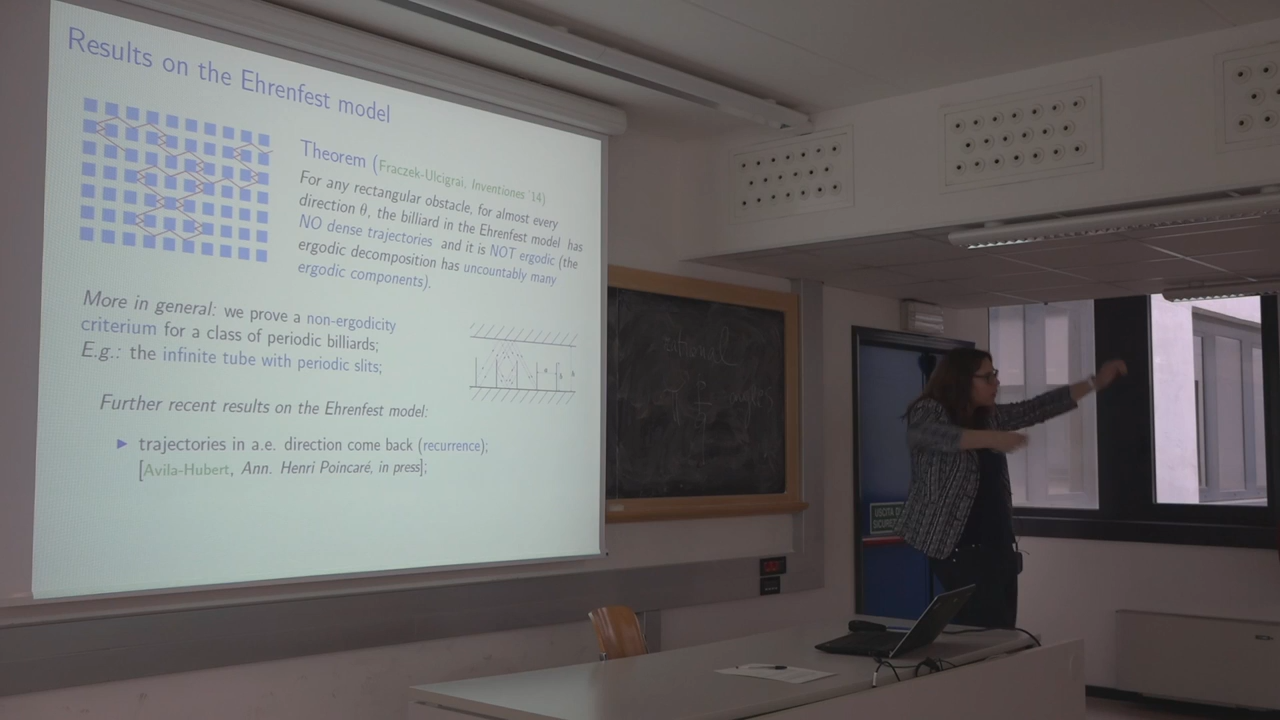 Results on the Ehrenfest model
Theorem (Fraczek-Ulcigrai, Inventiones '14)
For any rectangular obstacle, for almost every
direction θ, the billiard in the Ehrenfest model has
NO dense trajectories and it is NOT ergodic (the
ergodic decomposition has uncountably many
ergodic components).
More in general: we prove a non-ergodicity
criterium for a class of periodic billiards;
E.g.: the infinite tube with periodic slits;
Further recent results on the Ehrenfest model:
▶ trajectories in a.e. direction come back (recurrence);
[Avila-Hubert, Ann. Henri Poincaré, in press];
rational
USCITA DI
SICUREZZA